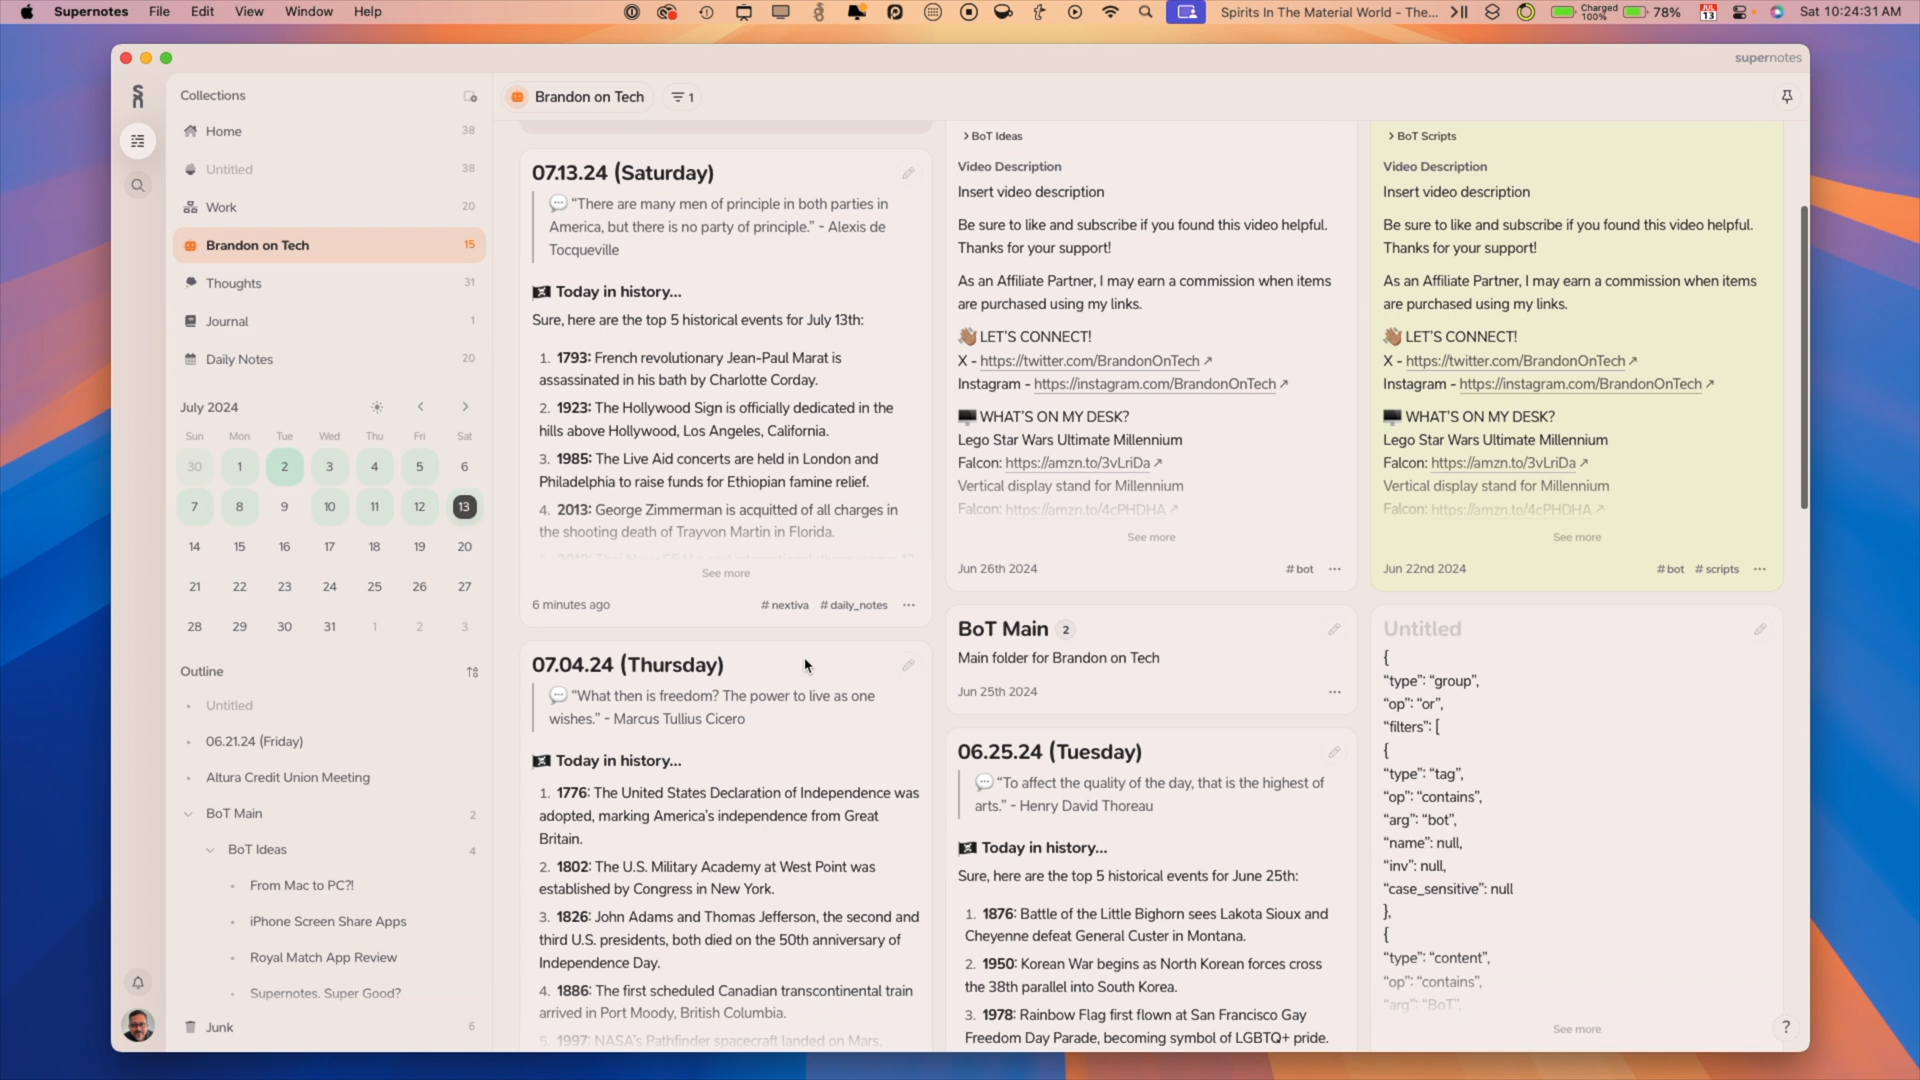 Supernotes File Edit View Window Help
Spirits In The Material World - The...
Charged 100%
78%
JUL 13
Sat 10:24:31 AM
supernotes
Collections
Home 38
Untitled 38
Work 20
Brandon on Tech 15
Thoughts 31
Journal 1
Daily Notes 20
July 2024
Sun Mon Tue Wed Thu Fri Sat
30 1 2 3 4 5 6
7 8 9 10 11 12 13
14 15 16 17 18 19 20
21 22 23 24 25 26 27
28 29 30 31 1 2 3
Outline
Untitled
06.21.24 (Friday)
Altura Credit Union Meeting
BoT Main 2
BoT Ideas 4
From Mac to PC?!
iPhone Screen Share Apps
Royal Match App Review
Supernotes. Super Good?
Junk 6
Brandon on Tech
1
07.13.24 (Saturday)
"There are many men of principle in both parties in
America, but there is no party of principle." - Alexis de
Tocqueville
Today in history...
Sure, here are the top 5 historical events for July 13th:
1. 1793: French revolutionary Jean-Paul Marat is
assassinated in his bath by Charlotte Corday.
2. 1923: The Hollywood Sign is officially dedicated in the
hills above Hollywood, Los Angeles, California.
3. 1985: The Live Aid concerts are held in London and
Philadelphia to raise funds for Ethiopian famine relief.
4. 2013: George Zimmerman is acquitted of all charges in
the shooting death of Trayvon Martin in Florida.
See more
6 minutes ago
# nextiva # daily_notes
07.04.24 (Thursday)
"What then is freedom? The power to live as one
wishes." - Marcus Tullius Cicero
Today in history...
1. 1776: The United States Declaration of Independence was
adopted, marking America's independence from Great
Britain.
2. 1802: The U.S. Military Academy at West Point was
established by Congress in New York.
3. 1826: John Adams and Thomas Jefferson, the second and
third U.S. presidents, both died on the 50th anniversary of
Independence Day.
4. 1886: The first scheduled Canadian transcontinental train
arrived in Port Moody, British Columbia.
5. 1997: NASA's Pathfinder spacecraft landed on Mars.
> BoT Ideas
Video Description
Insert video description
Be sure to like and subscribe if you found this video helpful.
Thanks for your support!
As an Affiliate Partner, I may earn a commission when items
are purchased using my links.
LET'S CONNECT!
X - https://twitter.com/BrandonOnTech
Instagram - https://instagram.com/BrandonOnTech
WHAT'S ON MY DESK?
Lego Star Wars Ultimate Millennium
Falcon: https://amzn.to/3vLriDa
Vertical display stand for Millennium
Falcon: https://amzn.to/4cPHDHA
See more
Jun 26th 2024
# bot
BoT Main 2
Main folder for Brandon on Tech
Jun 25th 2024
06.25.24 (Tuesday)
"To affect the quality of the day, that is the highest of
arts." - Henry David Thoreau
Today in history...
Sure, here are the top 5 historical events for June 25th:
1. 1876: Battle of the Little Bighorn sees Lakota Sioux and
Cheyenne defeat General Custer in Montana.
2. 1950: Korean War begins as North Korean forces cross
the 38th parallel into South Korea.
3. 1978: Rainbow Flag first flown at San Francisco Gay
Freedom Day Parade, becoming symbol of LGBTQ+ pride.
> BoT Scripts
Video Description
Insert video description
Be sure to like and subscribe if you found this video helpful.
Thanks for your support!
As an Affiliate Partner, I may earn a commission when items
are purchased using my links.
LET'S CONNECT!
X - https://twitter.com/BrandonOnTech
Instagram - https://instagram.com/BrandonOnTech
WHAT'S ON MY DESK?
Lego Star Wars Ultimate Millennium
Falcon: https://amzn.to/3vLriDa
Vertical display stand for Millennium
Falcon: https://amzn.to/4cPHDHA
See more
Jun 22nd 2024
# bot # scripts
Untitled
{
"type": "group",
"op": "or",
"filters": [
{
"type": "tag",
"op": "contains",
"arg": "bot",
"name": null,
"inv": null,
"case_sensitive": null
},
{
"type": "content",
"op": "contains",
"arg": "BoT",
See more
?